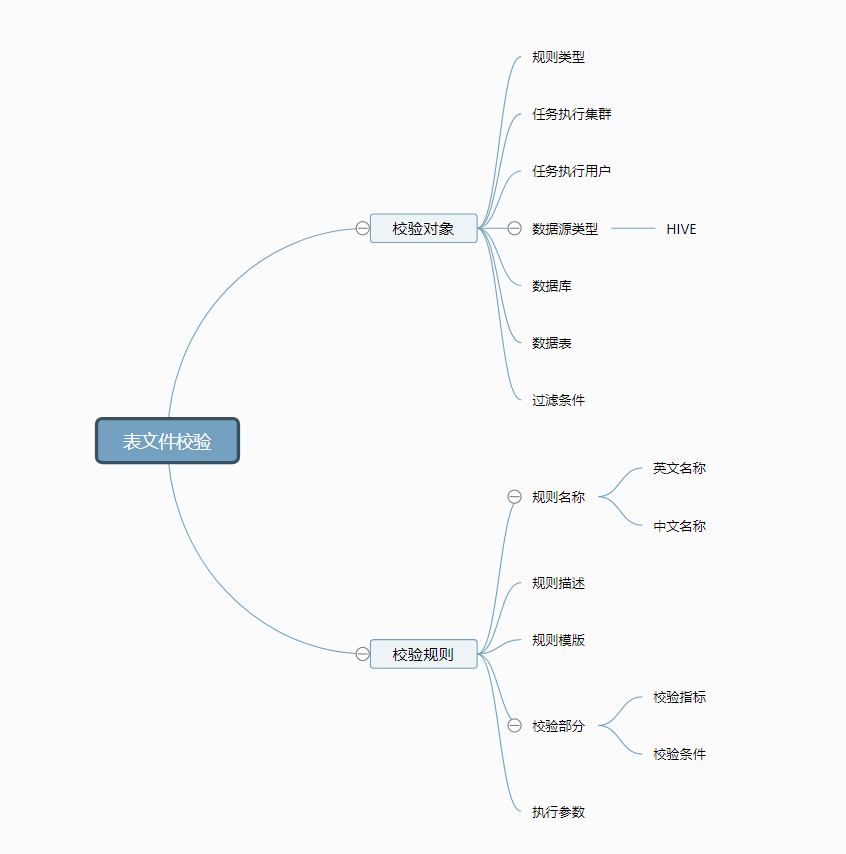 表文件校验
校验对象
规则类型
任务执行集群
任务执行用户
数据源类型
HIVE
数据库
数据表
过滤条件
校验规则
规则名称
英文名称
中文名称
规则描述
规则模版
校验部分
校验指标
校验条件
执行参数